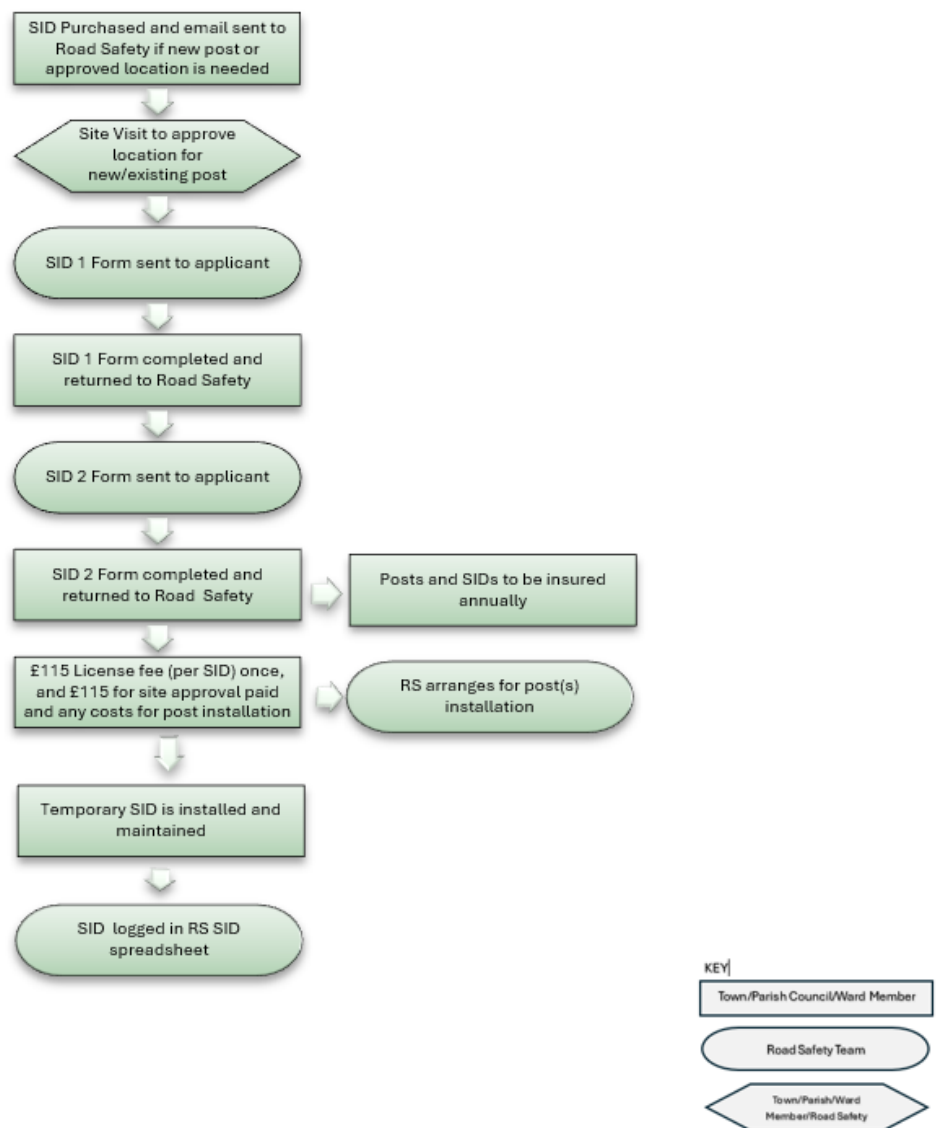 SID Purchased and email sent to
Road Safety if new post or
approved location is needed
Site Visit to approve
location for
new/existing post
SID 1 Form sent to applicant
SID 1 Form completed and
returned to Road Safety
SID 2 Form sent to applicant
SID 2 Form completed and
returned to Road Safety
Posts and SIDs to be insured
annually
£115 License fee (per SID) once,
and £115 for site approval paid
and any costs for post installation
RS arranges for post(s)
installation
Temporary SID is installed and
maintained
SID logged in RS SID
spreadsheet
KEY
Town/Parish Council/Ward Member
Road Safety Team
Town/Parish/Ward
Member/Road Safety